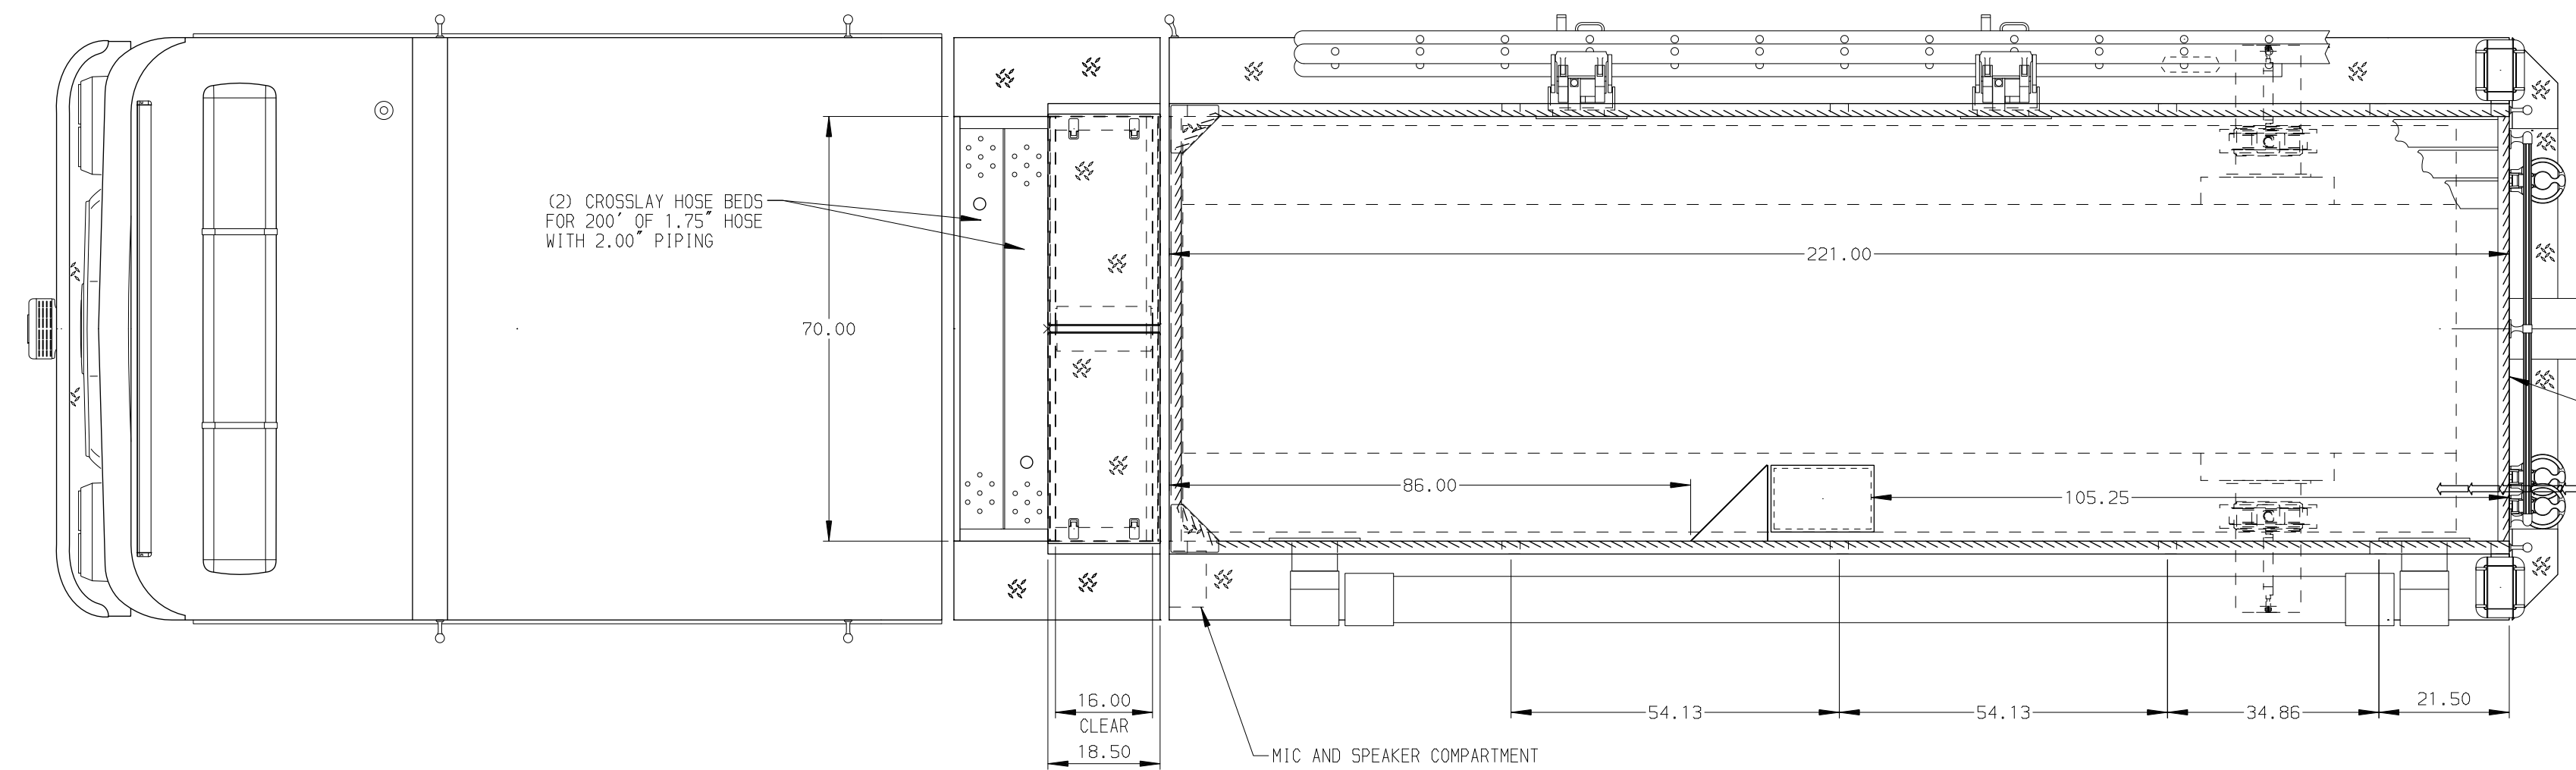 (2) CROSSLAY HOSE BEDS
FOR 200' OF 1.75" HOSE
WITH 2.00" PIPING
221.00
70.00
86.00
105.25
16.00
CLEAR
18.50
54.13
54.13
34.86
21.50
MIC AND SPEAKER COMPARTMENT